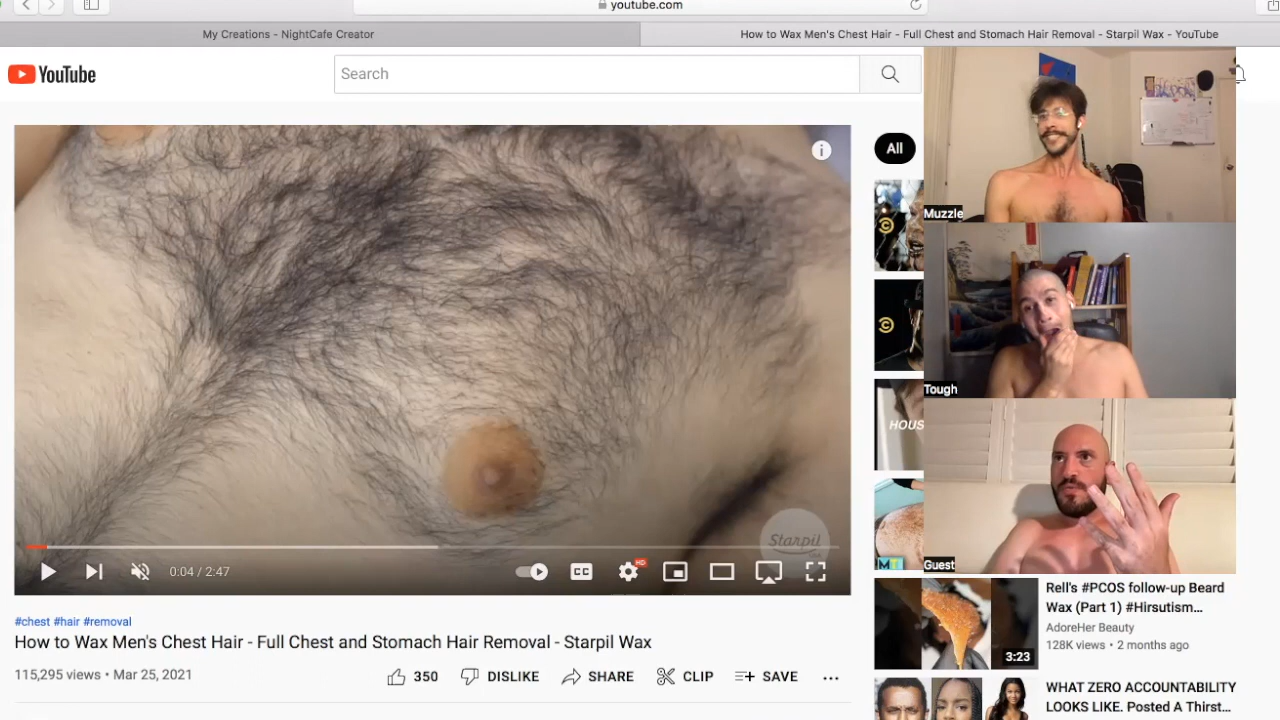 youtube.com
My Creations - NightCafe Creator
How to Wax Men's Chest Hair - Full Chest and Stomach Hair Removal - Starpil Wax - YouTube
YouTube
Search
All
Muzzle
Tough
HOUS
Starpil
Guest
0:04 / 2:47
CC
HD
#chest #hair #removal
How to Wax Men's Chest Hair - Full Chest and Stomach Hair Removal - Starpil Wax
115,295 views • Mar 25, 2021
350
DISLIKE
SHARE
CLIP
SAVE
3:23
Rell's #PCOS follow-up Beard
Wax (Part 1) #Hirsutism...
AdoreHer Beauty
128K views • 2 months ago
WHAT ZERO ACCOUNTABILITY
LOOKS LIKE. Posted A Thirst...